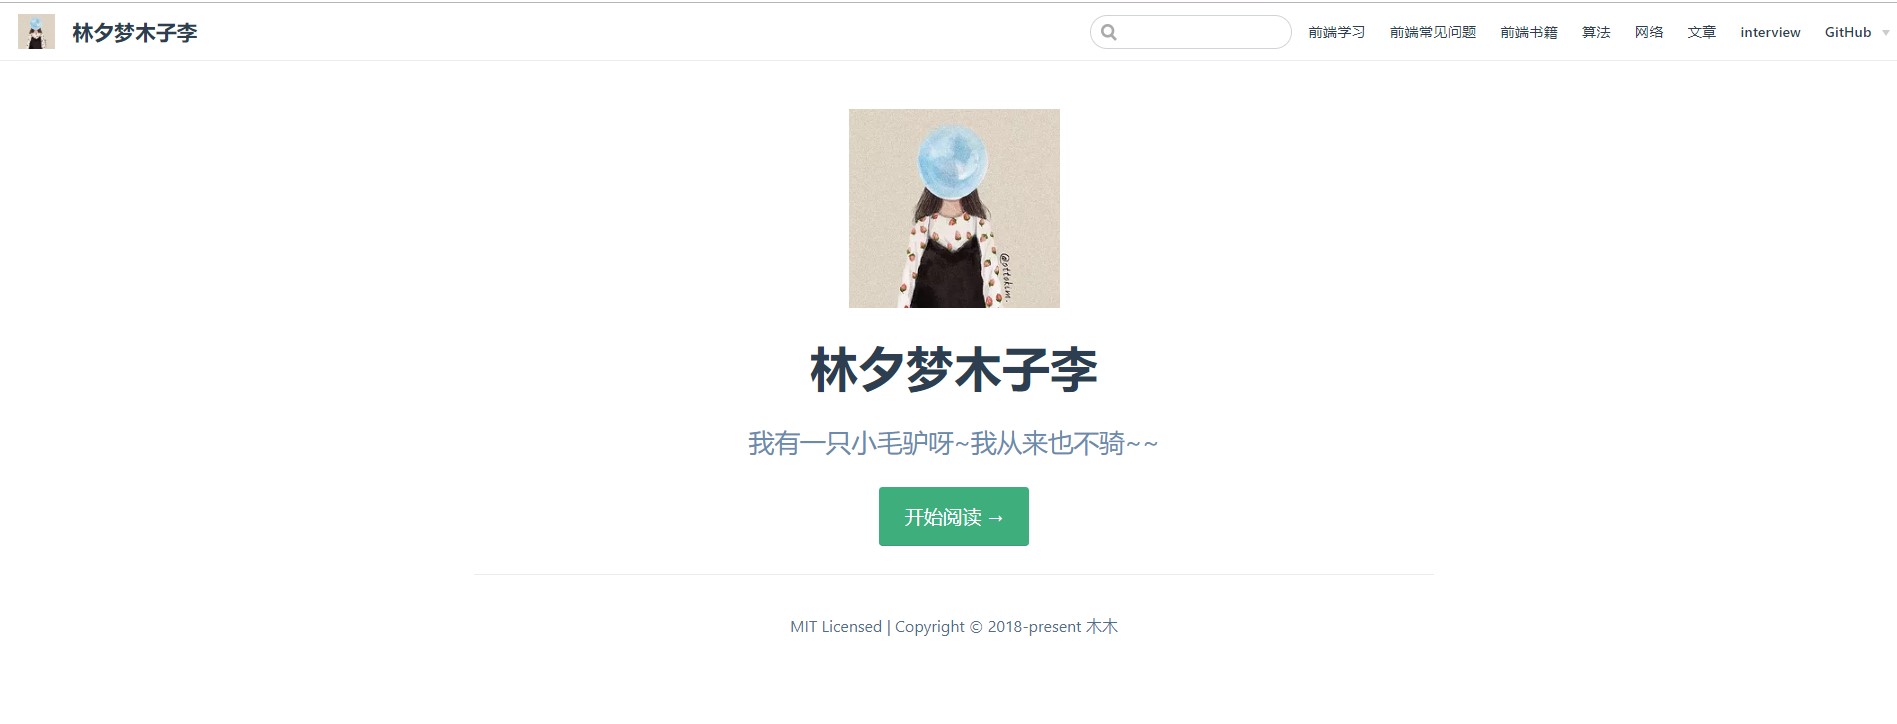 林夕梦木子李
前端学习 前端常见问题 前端书籍 算法 网络 文章 interview GitHub
@ottokim.
林夕梦木子李
我有一只小毛驴呀~我从来也不骑~~
开始阅读 →
MIT Licensed | Copyright © 2018-present 木木